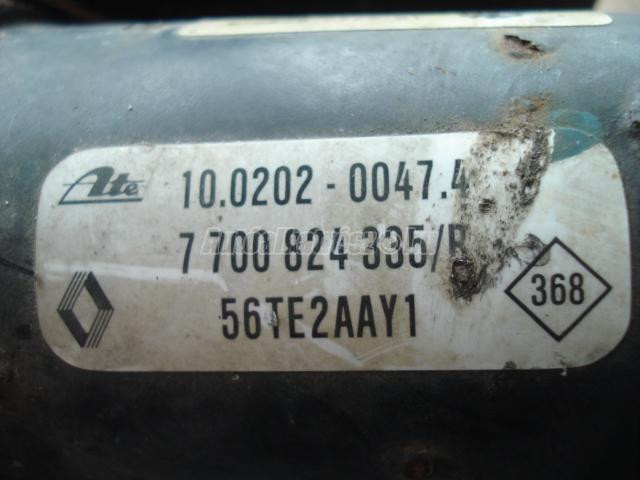 Ate 10.0202-0047.4
7 700 824 335/B
368
56TE2AAY1